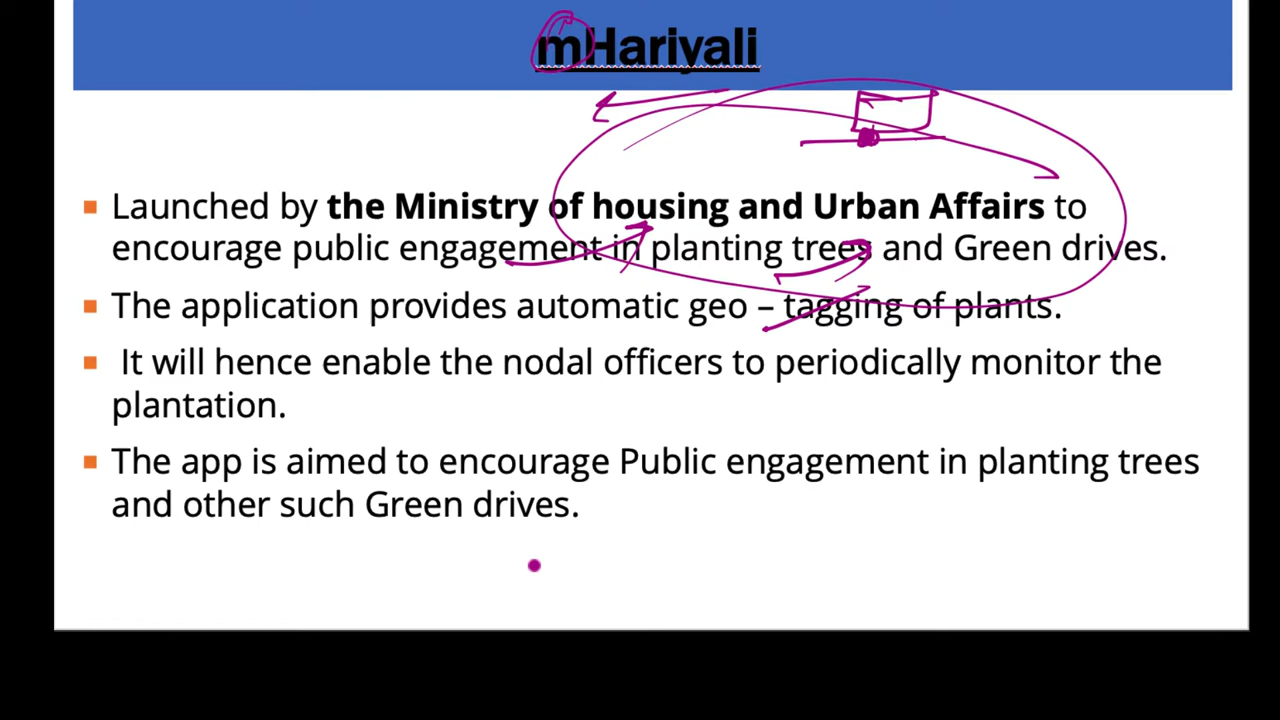 mHariyali
▪ Launched by the Ministry of housing and Urban Affairs to
encourage public engagement in planting trees and Green drives.
▪ The application provides automatic geo – tagging of plants.
▪ It will hence enable the nodal officers to periodically monitor the
plantation.
▪ The app is aimed to encourage Public engagement in planting trees
and other such Green drives.